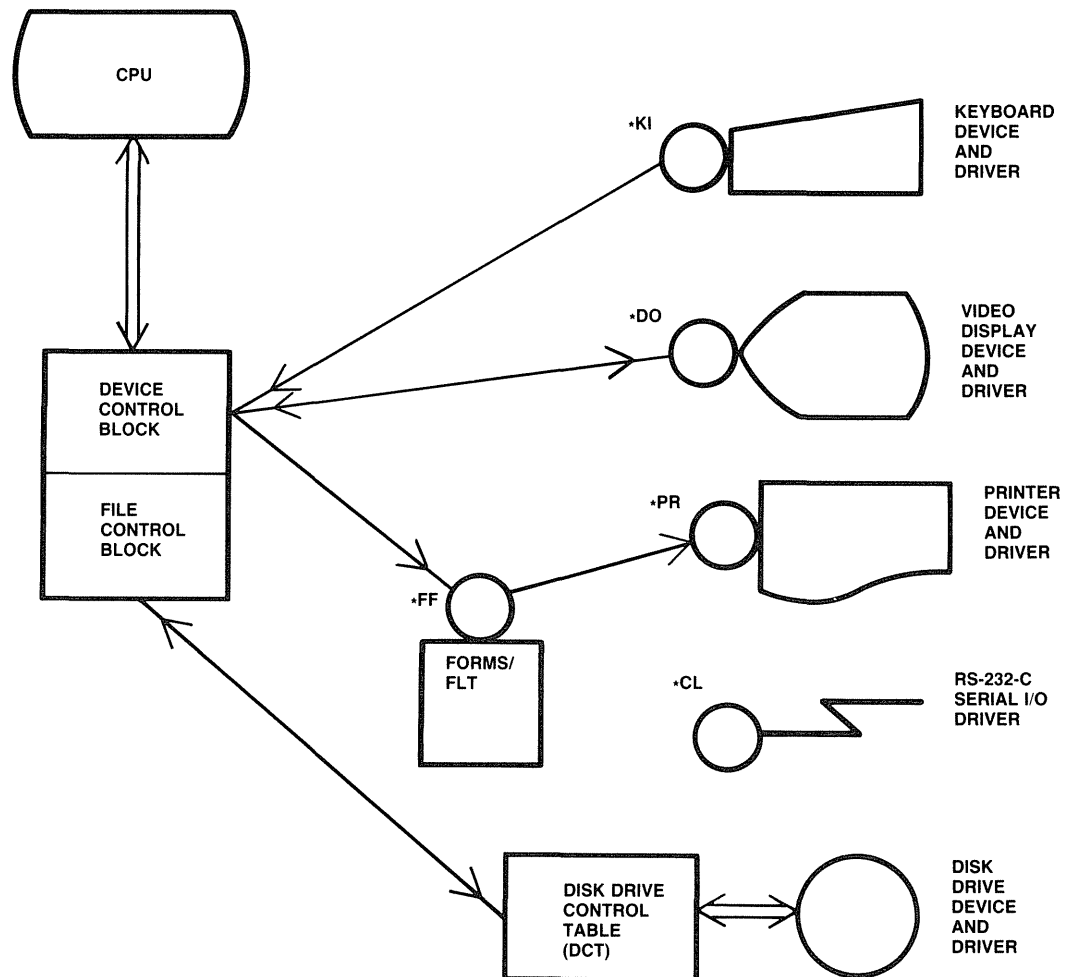 CPU
*KI
KEYBOARD
DEVICE
AND
DRIVER
*DO
VIDEO
DISPLAY
DEVICE
AND
DRIVER
DEVICE
CONTROL
BLOCK
FILE
CONTROL
BLOCK
*PR
PRINTER
DEVICE
AND
DRIVER
*FF
FORMS/
FLT
*CL
RS-232-C
SERIAL I/O
DRIVER
DISK DRIVE
CONTROL
TABLE
(DCT)
DISK
DRIVE
DEVICE
AND
DRIVER